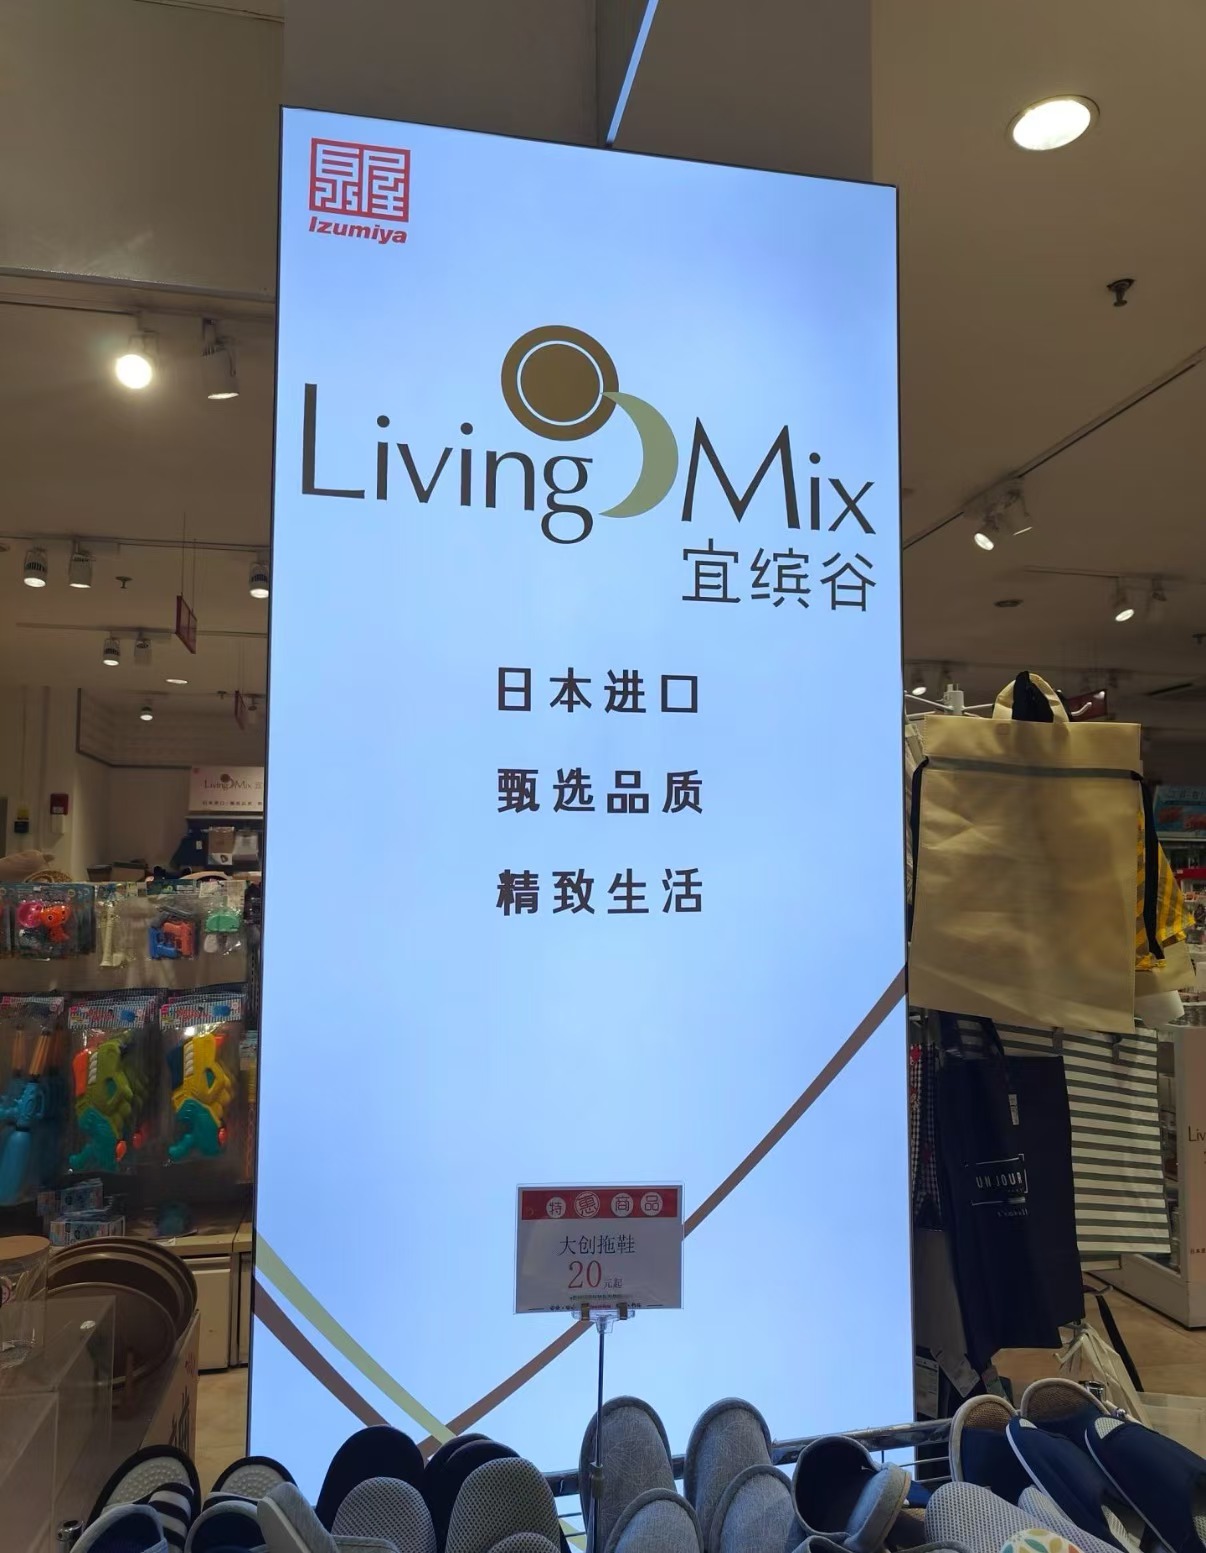 泉屋
Izumiya
Living Mix
宜缤谷
日本进口
甄选品质
精致生活
特惠商品
大创拖鞋
20元起
UN JOUR